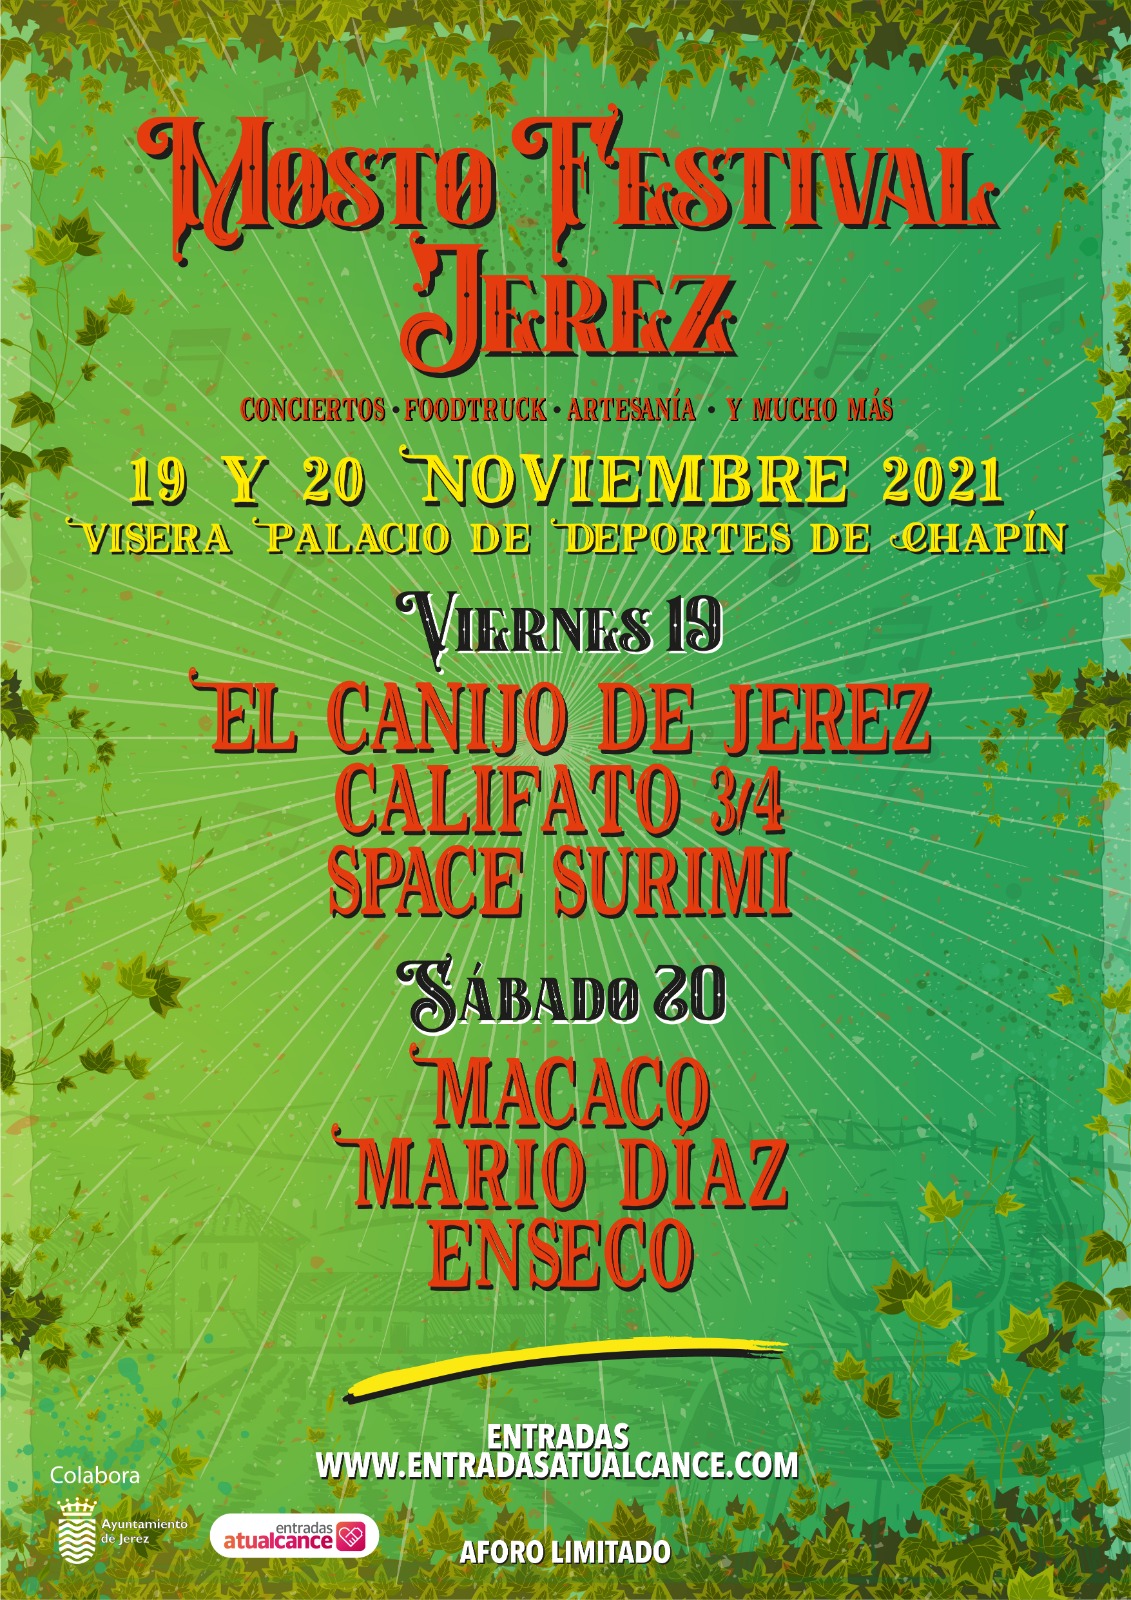 Mosto Festival
Jerez
CONCIERTOS · FOODTRUCK · ARTESANÍA · Y MUCHO MÁS
19 Y 20 NOVIEMBRE 2021
VISERA PALACIO DE DEPORTES DE CHAPÍN
Viernes 19
EL CANIJO DE JEREZ
CALIFATO 3/4
SPACE SURIMI
Sábado 20
MACACO
MARIO DÍAZ
ENSECO
ENTRADAS
WWW.ENTRADASATUALCANCE.COM
Colabora
Ayuntamiento
de Jerez
entradas
atualcance
AFORO LIMITADO